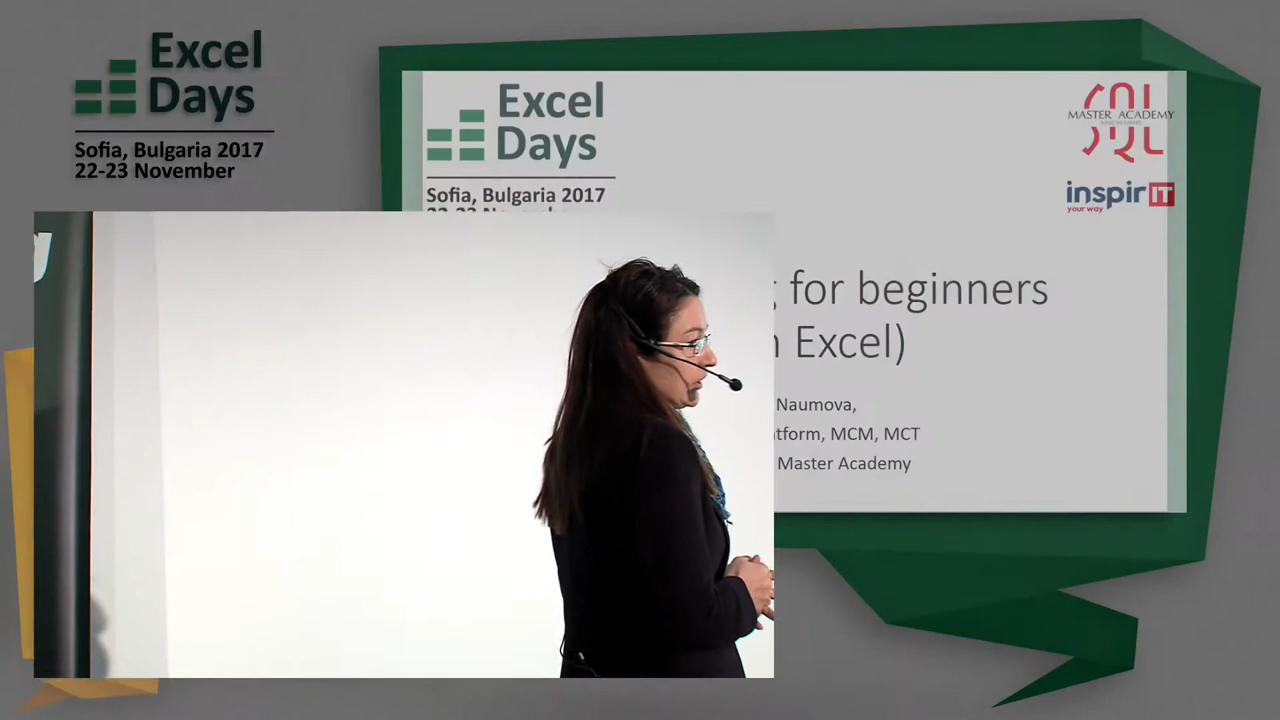 Excel
Days
Sofia, Bulgaria 2017
22-23 November
Excel
Days
Sofia, Bulgaria 2017
SQL
MASTER ACADEMY
inspirIT
your way
for beginners
Excel)
Naumova,
MCM, MCT
Master Academy